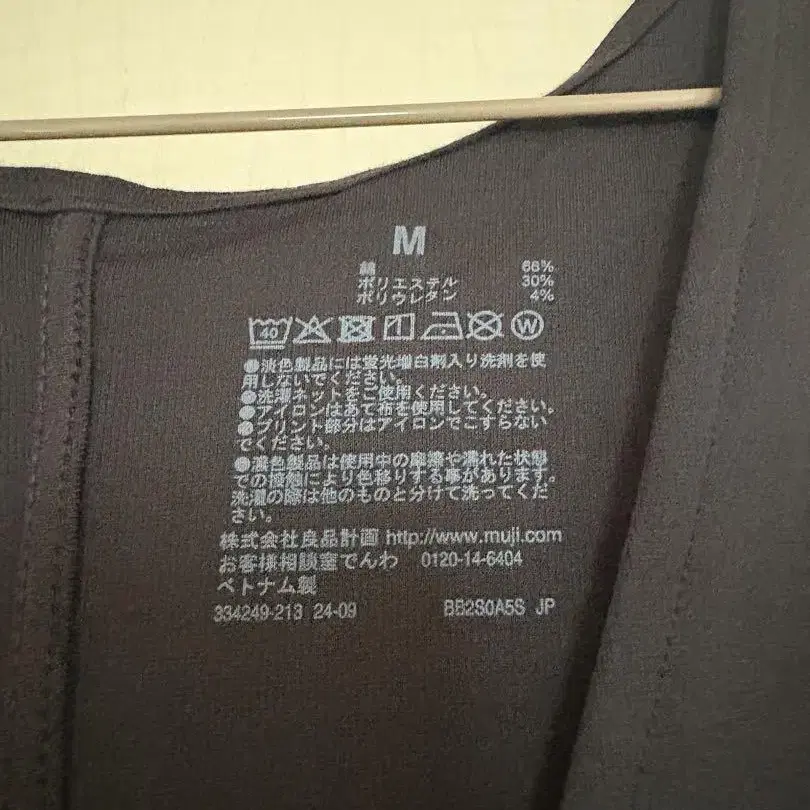 M
綿 66%
ポリエステル 30%
ポリウレタン 4%
40 W
●淡色製品には蛍光増白剤入り洗剤を使
用しないでください。
●洗濯ネットをご使用ください。
●アイロンはあて布を使用してください。
●プリント部分はアイロンでこすらない
でください。
●濃色製品は使用中の摩擦や濡れた状態
での接触により色移りする事があります。
洗濯の際は他のものと分けて洗ってくだ
さい。
株式会社良品計画 http://www.muji.com
お客様相談室でんわ 0120-14-6404
ベトナム製
334249-213 24-09 BB2S0A5S JP